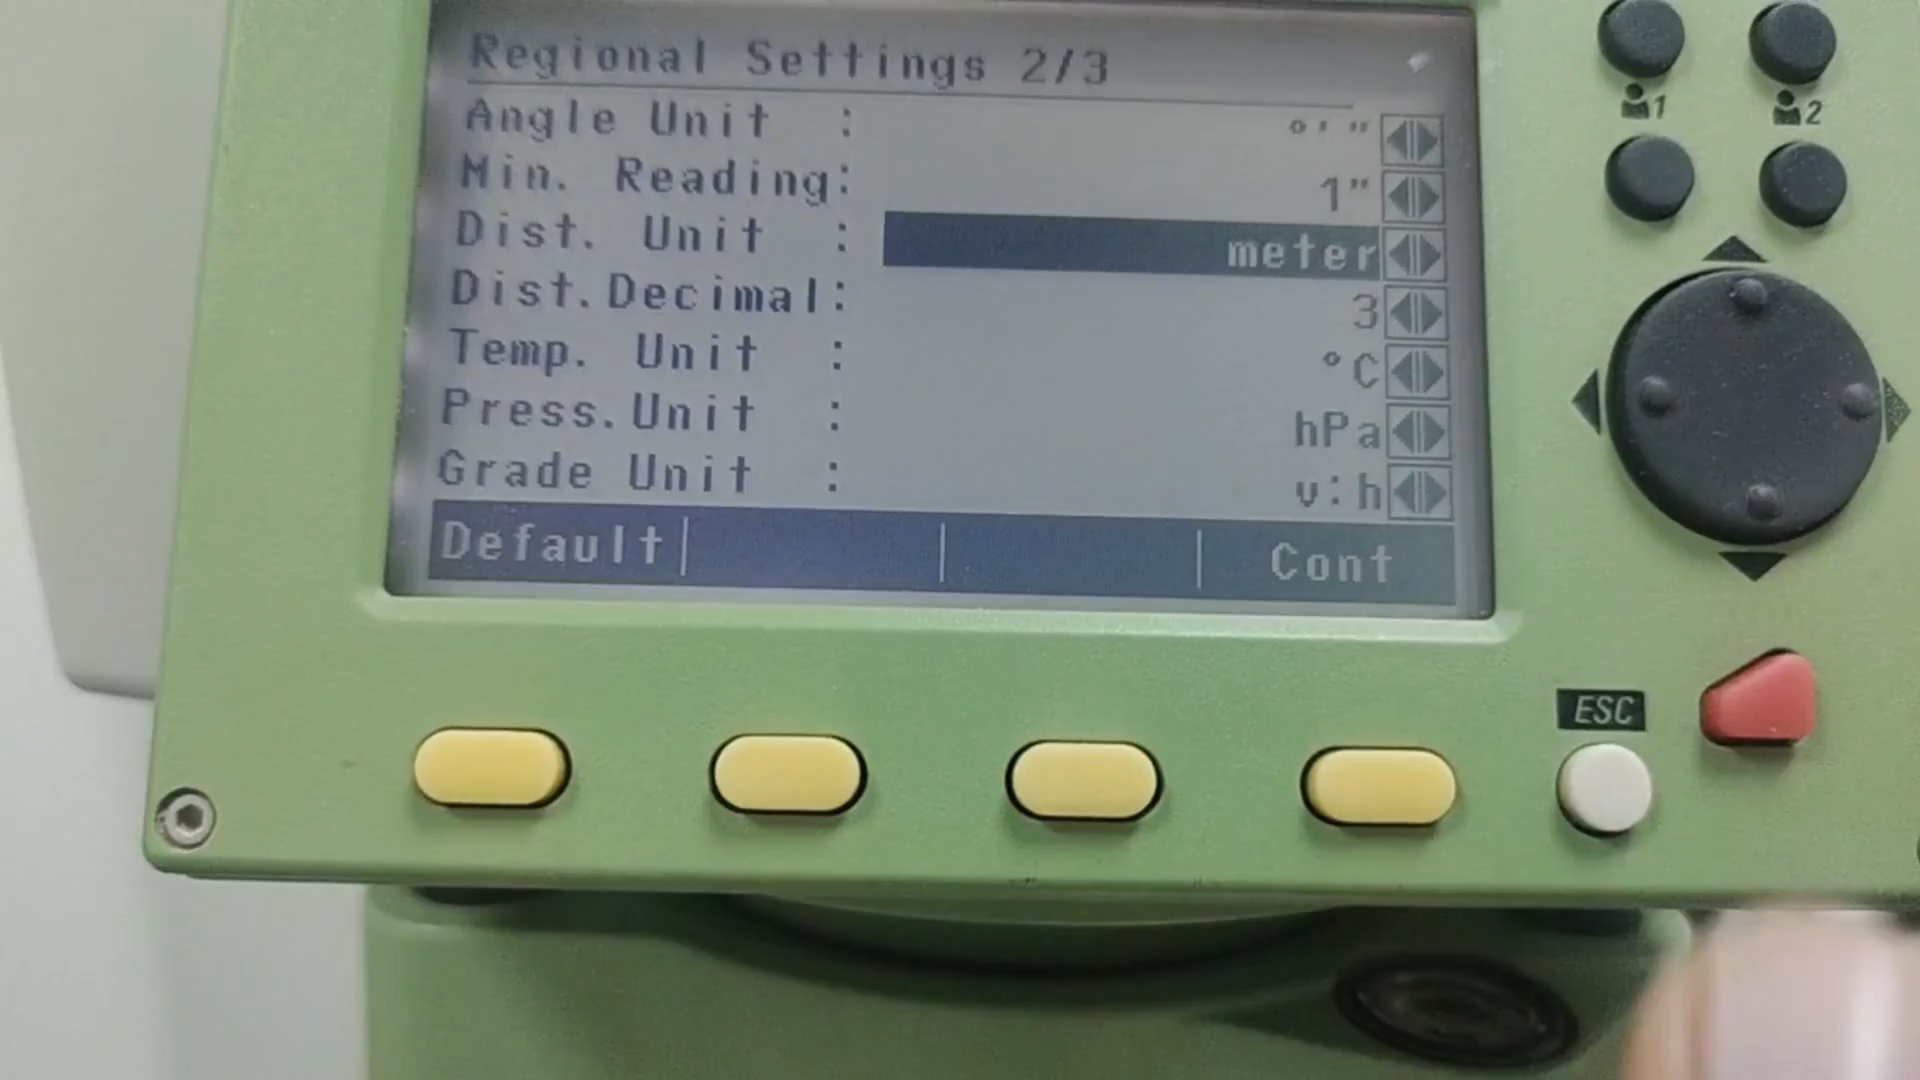 Regional Settings 2/3
Angle Unit : ° ' "
Min. Reading: 1"
Dist. Unit : meter
Dist.Decimal: 3
Temp. Unit : °C
Press.Unit : hPa
Grade Unit : v:h
Default Cont
1
2
ESC